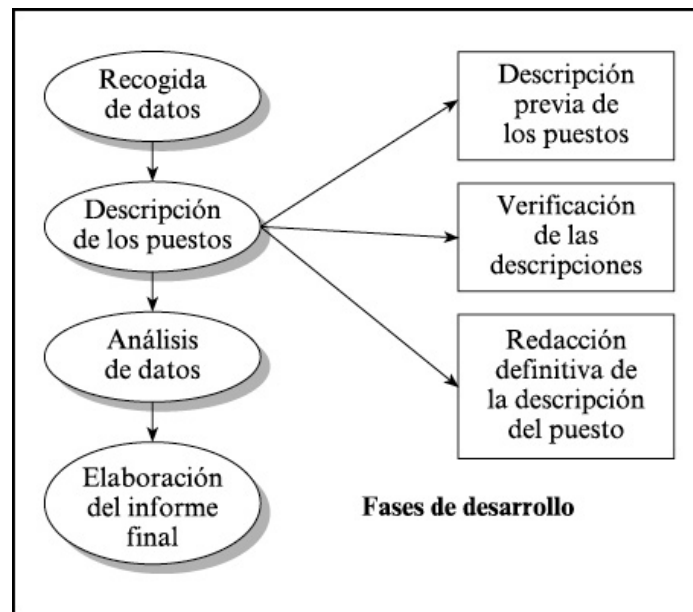 Recogida
de datos
Descripción
de los puestos
Análisis
de datos
Elaboración
del informe
final
Descripción
previa de
los puestos
Verificación
de las
descripciones
Redacción
definitiva de
la descripción
del puesto
Fases de desarrollo